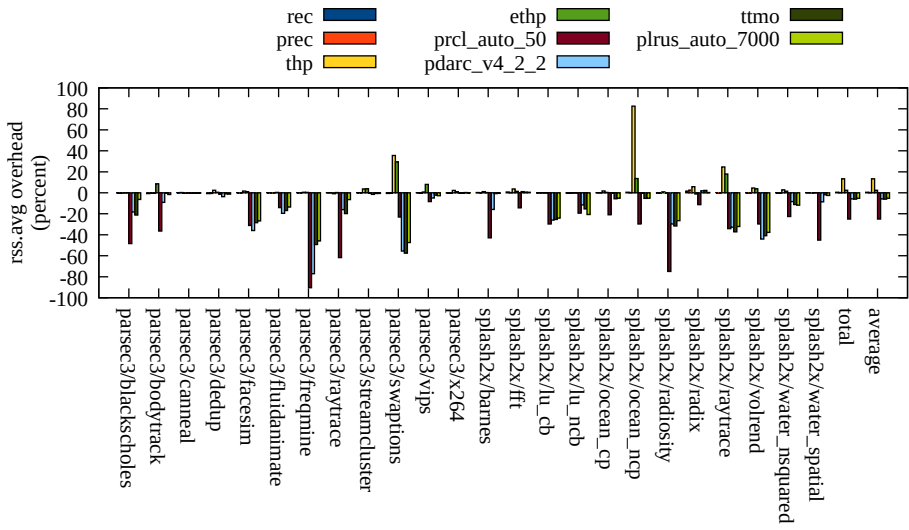 rec
prec
thp
ethp
prcl_auto_50
pdarc_v4_2_2
ttmo
plrus_auto_7000
rss.avg overhead
(percent)
100
80
60
40
20
0
-20
-40
-60
-80
-100
parsec3/blackscholes
parsec3/bodytrack
parsec3/canneal
parsec3/dedup
parsec3/facesim
parsec3/fluidanimate
parsec3/freqmine
parsec3/raytrace
parsec3/streamcluster
parsec3/swaptions
parsec3/vips
parsec3/x264
splash2x/barnes
splash2x/fft
splash2x/lu_cb
splash2x/lu_ncb
splash2x/ocean_cp
splash2x/ocean_ncp
splash2x/radiosity
splash2x/radix
splash2x/raytrace
splash2x/volrend
splash2x/water_nsquared
splash2x/water_spatial
total
average